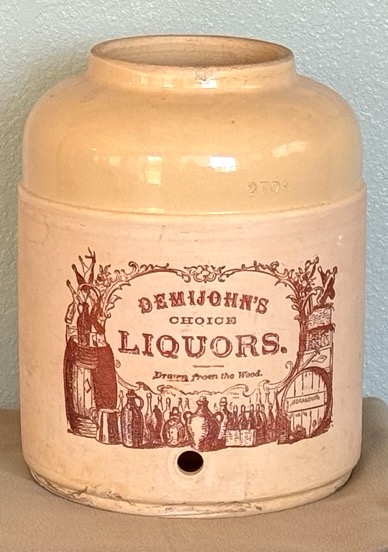 DEMIJOHN'S
CHOICE
LIQUORS.
Drawn from the Wood.